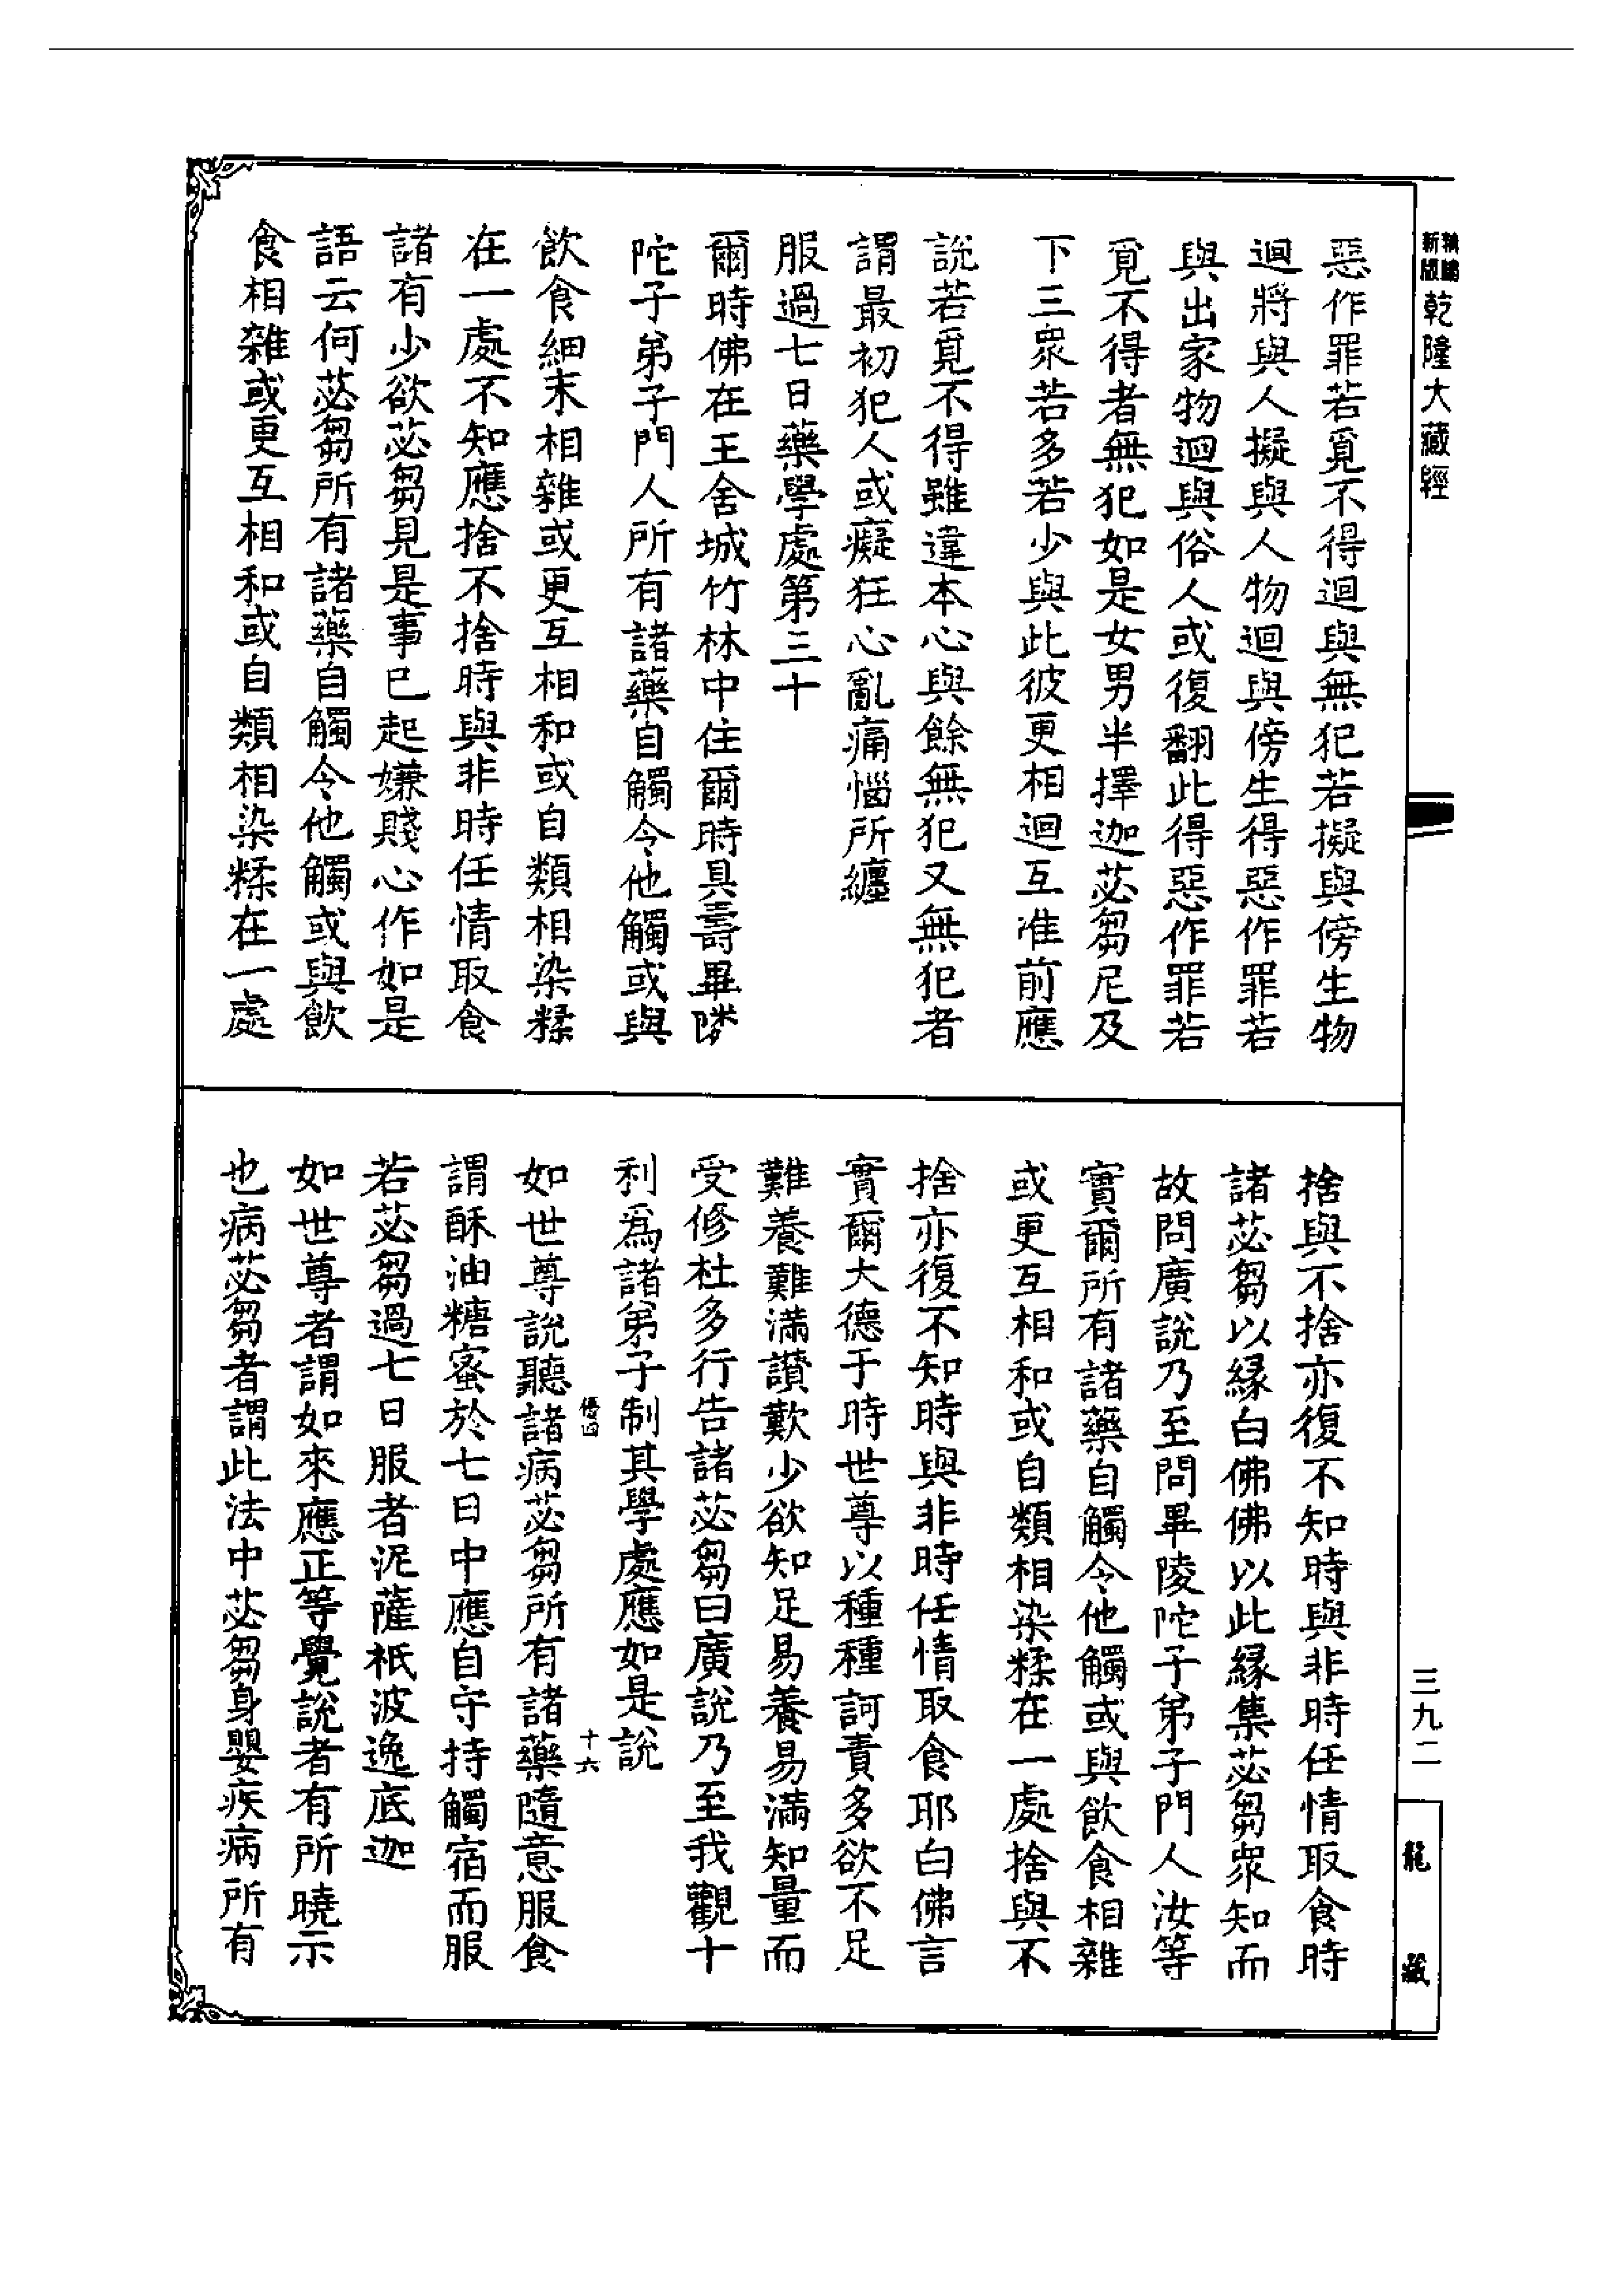 新版
乾隆大藏經
惡作罪若覓不得迴與無犯若擬與傍生物
迴將與人擬與人物迴與傍生得惡作罪若
與出家物迴與俗人或復翻此得惡作罪若
覓不得者無犯如是女男半擇迦苾芻尼及
下三眾若多若少與此彼更相迴互准前應
說若覓不得雖違本心與餘無犯又無犯者
謂最初犯人或癡狂心亂痛惱所纏
服過七日藥學處第三十
爾時佛在王舍城竹林中住爾時具壽畢隣
陀子弟子門人所有諸藥自觸令他觸或與
飲食細末相雜或更互相和或自類相染糅
在一處不知應捨不捨時與非時任情取食
諸有少欲苾芻見是事已起嫌賤心作如是
語云何苾芻所有諸藥自觸令他觸或與飲
食相雜或更互相和或自類相染糅在一處
捨與不捨亦復不知時與非時任情取食時
諸苾芻以緣白佛佛以此緣集苾芻眾知而
故問廣說乃至問畢陵陀子弟子門人汝等
實爾所有諸藥自觸令他觸或與飲食相雜
或更互相和或自類相染糅在一處捨與不
捨亦復不知時與非時任情取食耶白佛言
實爾大德于時世尊以種種訶責多欲不足
難養難滿讚歎少欲知足易養易滿知量而
受修杜多行告諸苾芻曰廣說乃至我觀十
利為諸弟子制其學處應如是說
優四 十六
如世尊說聽諸病苾芻所有諸藥隨意服食
謂酥油糖蜜於七日中應自守持觸宿而服
若苾芻過七日服者泥薩祇波逸底迦
如世尊者謂如來應正等覺說者有所曉示
也病苾芻者謂此法中苾芻身嬰疾病所有
三九二
龍藏